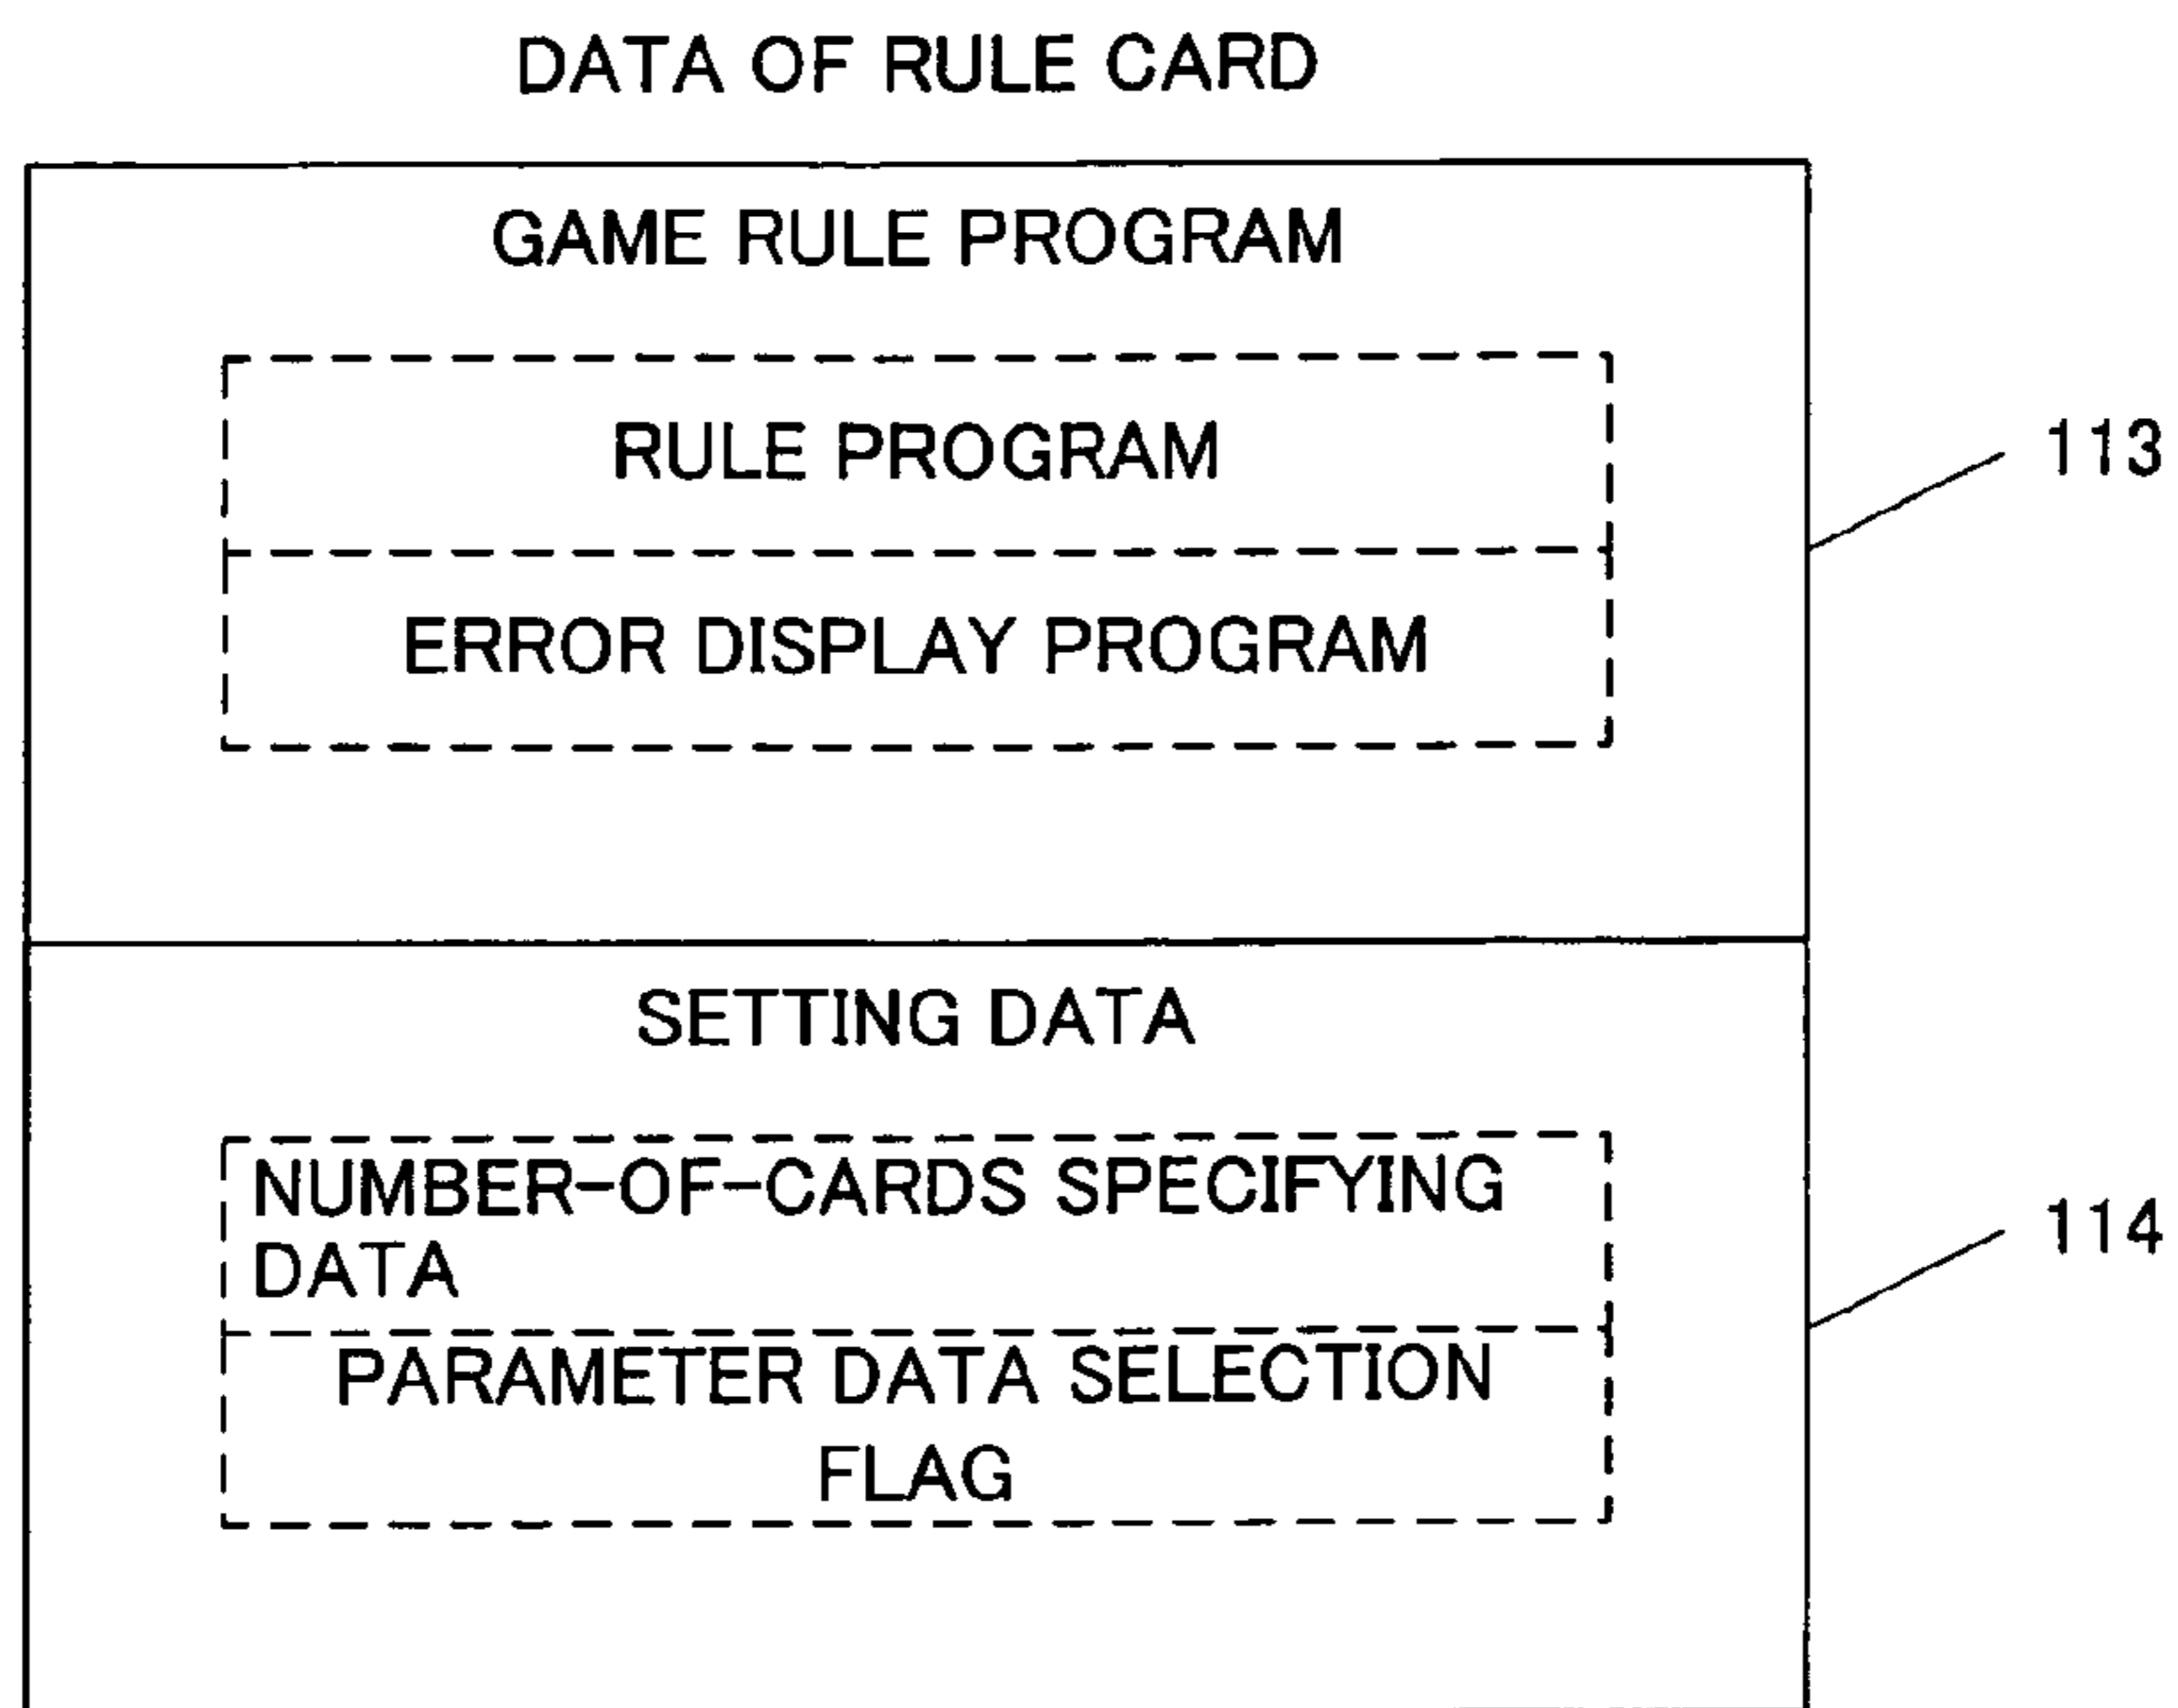 DATA OF RULE CARD
GAME RULE PROGRAM
RULE PROGRAM
113
ERROR DISPLAY PROGRAM
SETTING DATA
NUMBER-OF-CARDS SPECIFYING
DATA
114
PARAMETER DATA SELECTION
FLAG